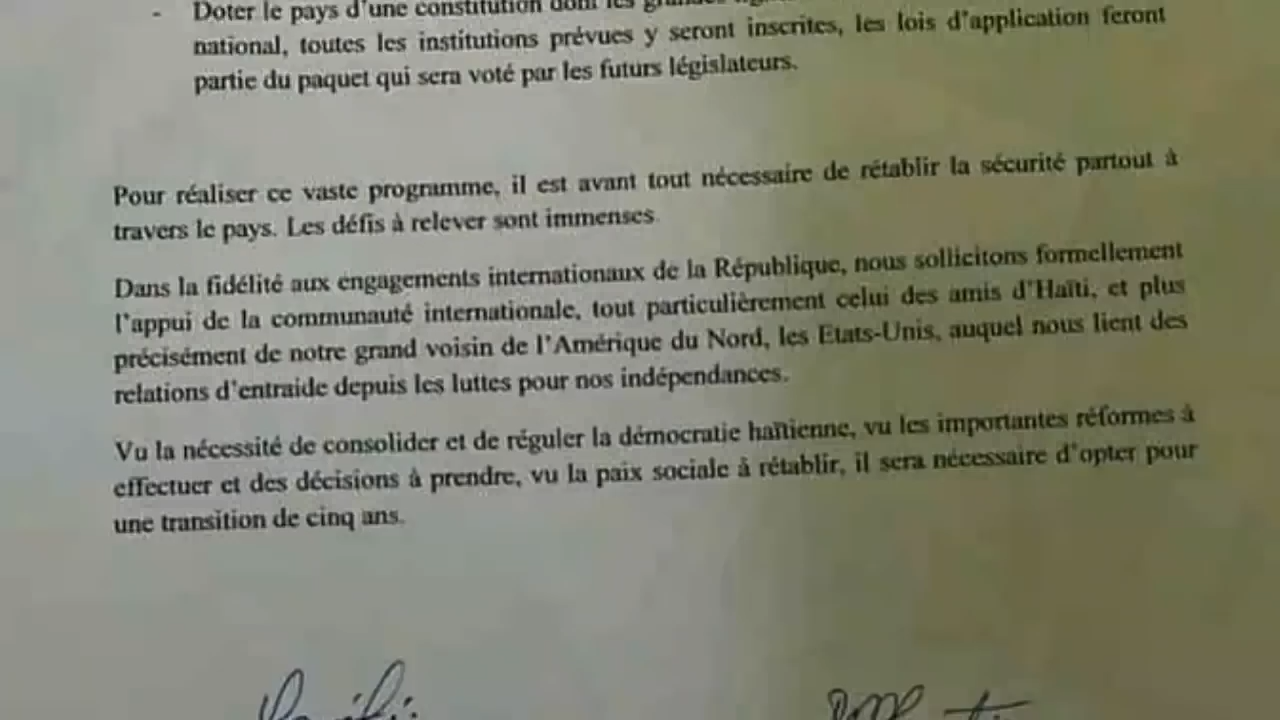 - Doter le pays d'une constitution dont les
national, toutes les institutions prévues y seront inscrites, les lois d'application feront
partie du paquet qui sera voté par les futurs législateurs.
Pour réaliser ce vaste programme, il est avant tout nécessaire de rétablir la sécurité partout à
travers le pays. Les défis à relever sont immenses.
Dans la fidélité aux engagements internationaux de la République, nous sollicitons formellement
l'appui de la communauté internationale, tout particulièrement celui des amis d'Haïti, et plus
précisément de notre grand voisin de l'Amérique du Nord, les Etats-Unis, auquel nous lient des
relations d'entraide depuis les luttes pour nos indépendances.
Vu la nécessité de consolider et de réguler la démocratie haïtienne, vu les importantes réformes à
effectuer et des décisions à prendre, vu la paix sociale à rétablir, il sera nécessaire d'opter pour
une transition de cinq ans.